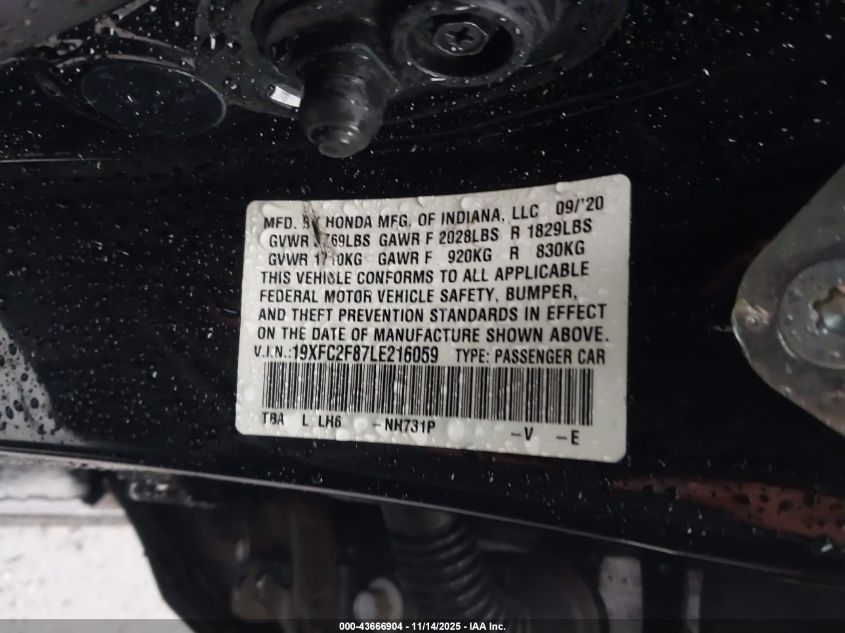 MFD. BY HONDA MFG. OF INDIANA, LLC 09/'20
GVWR 3769LBS GAWR F 2028LBS R 1829LBS
GVWR 1710KG GAWR F 920KG R 830KG
THIS VEHICLE CONFORMS TO ALL APPLICABLE
FEDERAL MOTOR VEHICLE SAFETY, BUMPER,
AND THEFT PREVENTION STANDARDS IN EFFECT
ON THE DATE OF MANUFACTURE SHOWN ABOVE.
V.I.N.:19XFC2F87LE216059 TYPE: PASSENGER CAR
TBA L LH6 -NH731P -V -E
000-43666904 - 11/14/2025 - IAA Inc.